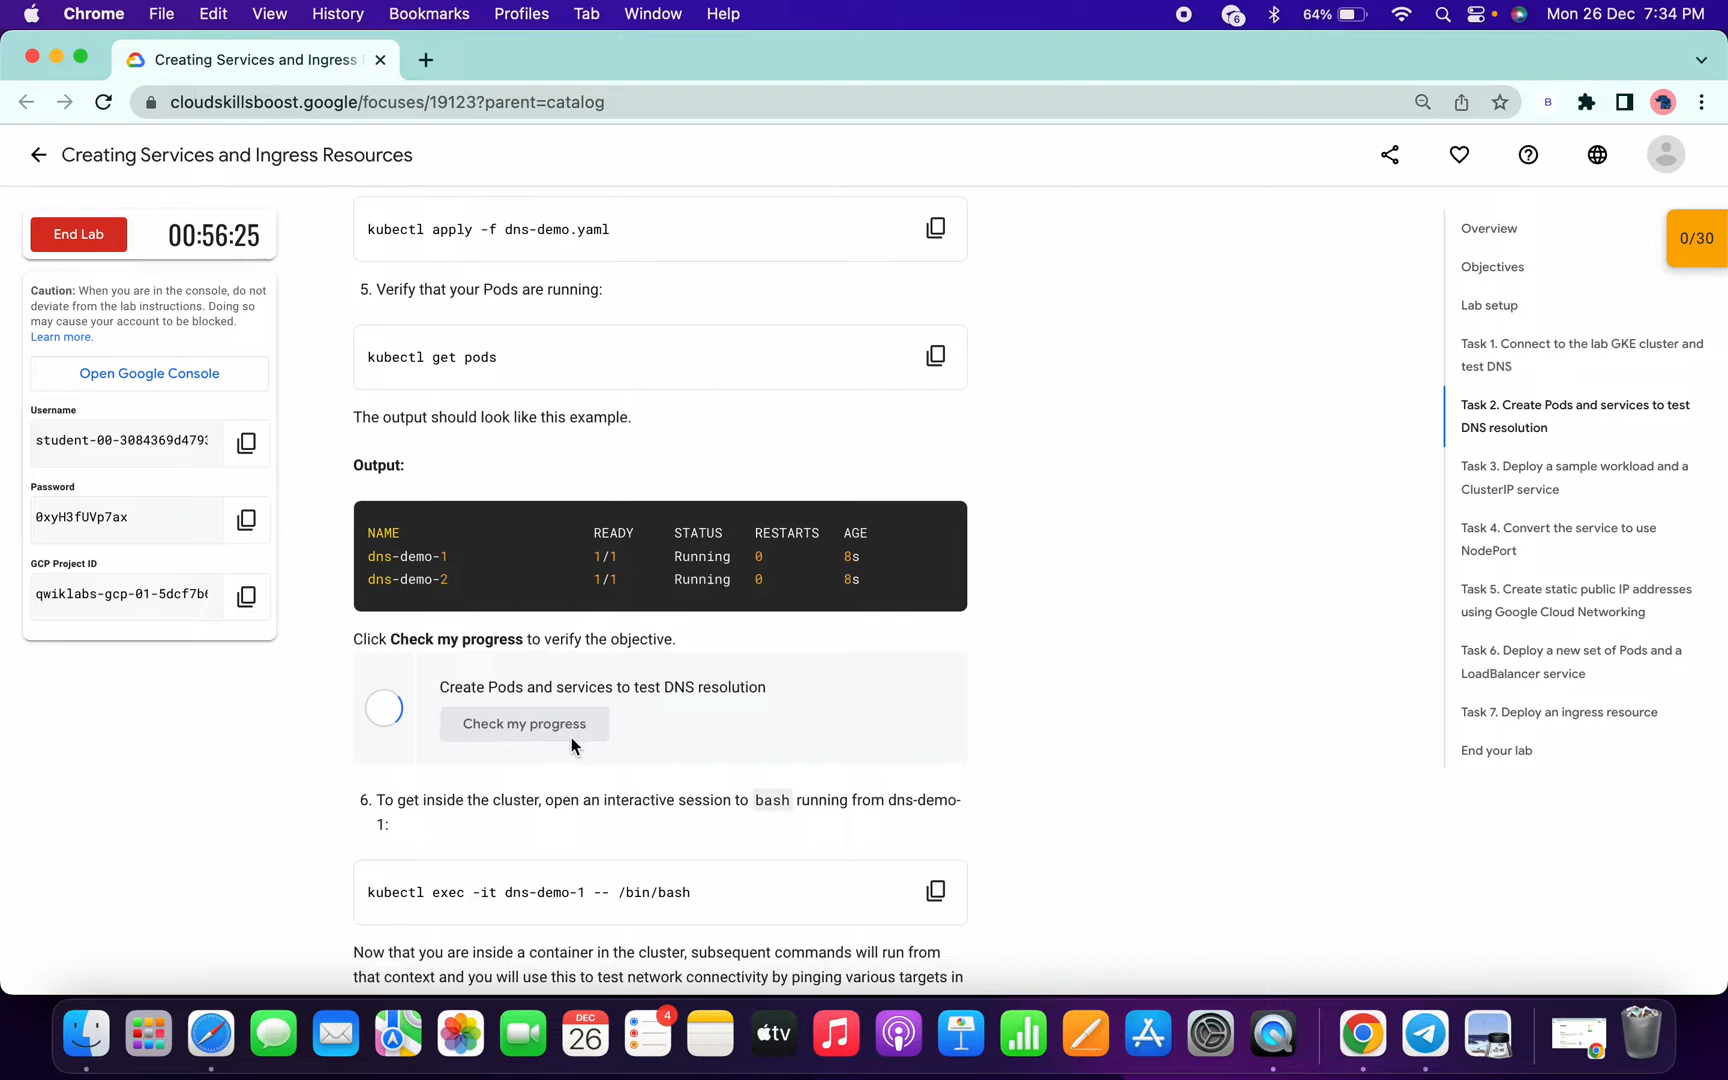 Chrome File Edit View History Bookmarks Profiles Tab Window Help 6 64% Mon 26 Dec 7:34 PM
Creating Services and Ingress
cloudskillsboost.google/focuses/19123?parent=catalog
B
Creating Services and Ingress Resources
End Lab
00:56:25
Caution: When you are in the console, do not
deviate from the lab instructions. Doing so
may cause your account to be blocked.
Learn more.
Open Google Console
Username
student-00-3084369d479
Password
0xyH3fUVp7ax
GCP Project ID
qwiklabs-gcp-01-5dcf7b
kubectl apply -f dns-demo.yaml
5. Verify that your Pods are running:
kubectl get pods
The output should look like this example.
Output:
NAME READY STATUS RESTARTS AGE
dns-demo-1 1/1 Running 0 8s
dns-demo-2 1/1 Running 0 8s
Click Check my progress to verify the objective.
Create Pods and services to test DNS resolution
Check my progress
6. To get inside the cluster, open an interactive session to bash running from dns-demo-
1:
kubectl exec -it dns-demo-1 -- /bin/bash
Now that you are inside a container in the cluster, subsequent commands will run from
that context and you will use this to test network connectivity by pinging various targets in
Overview
Objectives
Lab setup
Task 1. Connect to the lab GKE cluster and
test DNS
Task 2. Create Pods and services to test
DNS resolution
Task 3. Deploy a sample workload and a
ClusterIP service
Task 4. Convert the service to use
NodePort
Task 5. Create static public IP addresses
using Google Cloud Networking
Task 6. Deploy a new set of Pods and a
LoadBalancer service
Task 7. Deploy an ingress resource
End your lab
0/30
DEC
26
4
tv